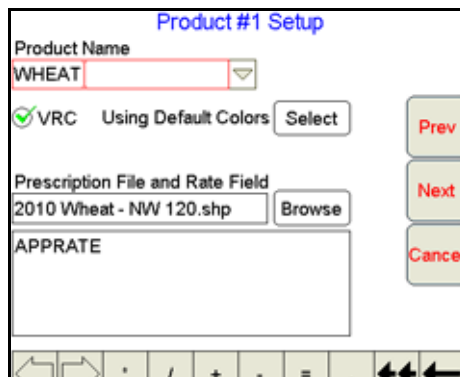 Product #1 Setup
Product Name
WHEAT
VRC Using Default Colors Select
Prev
Prescription File and Rate Field
Next
2010 Wheat - NW 120.shp Browse
APPRATE
Cance
/ + - =